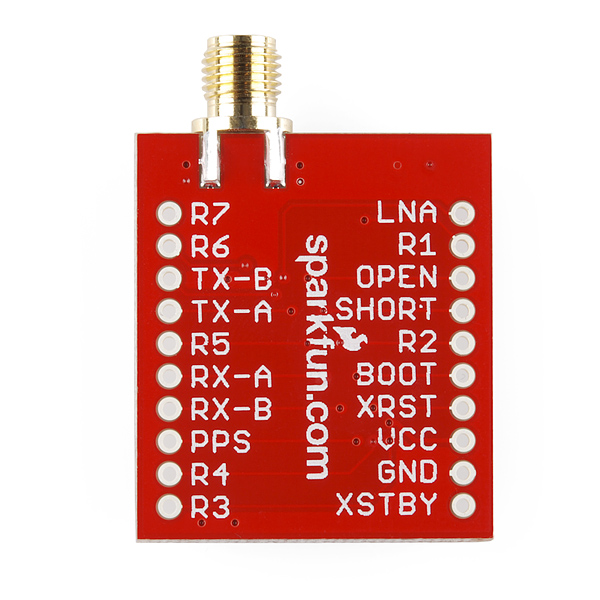 R7
R6
TX-B
TX-A
R5
RX-A
RX-B
PPS
R4
R3
sparkfun.com
LNA
R1
OPEN
SHORT
R2
BOOT
XRST
VCC
GND
XSTBY